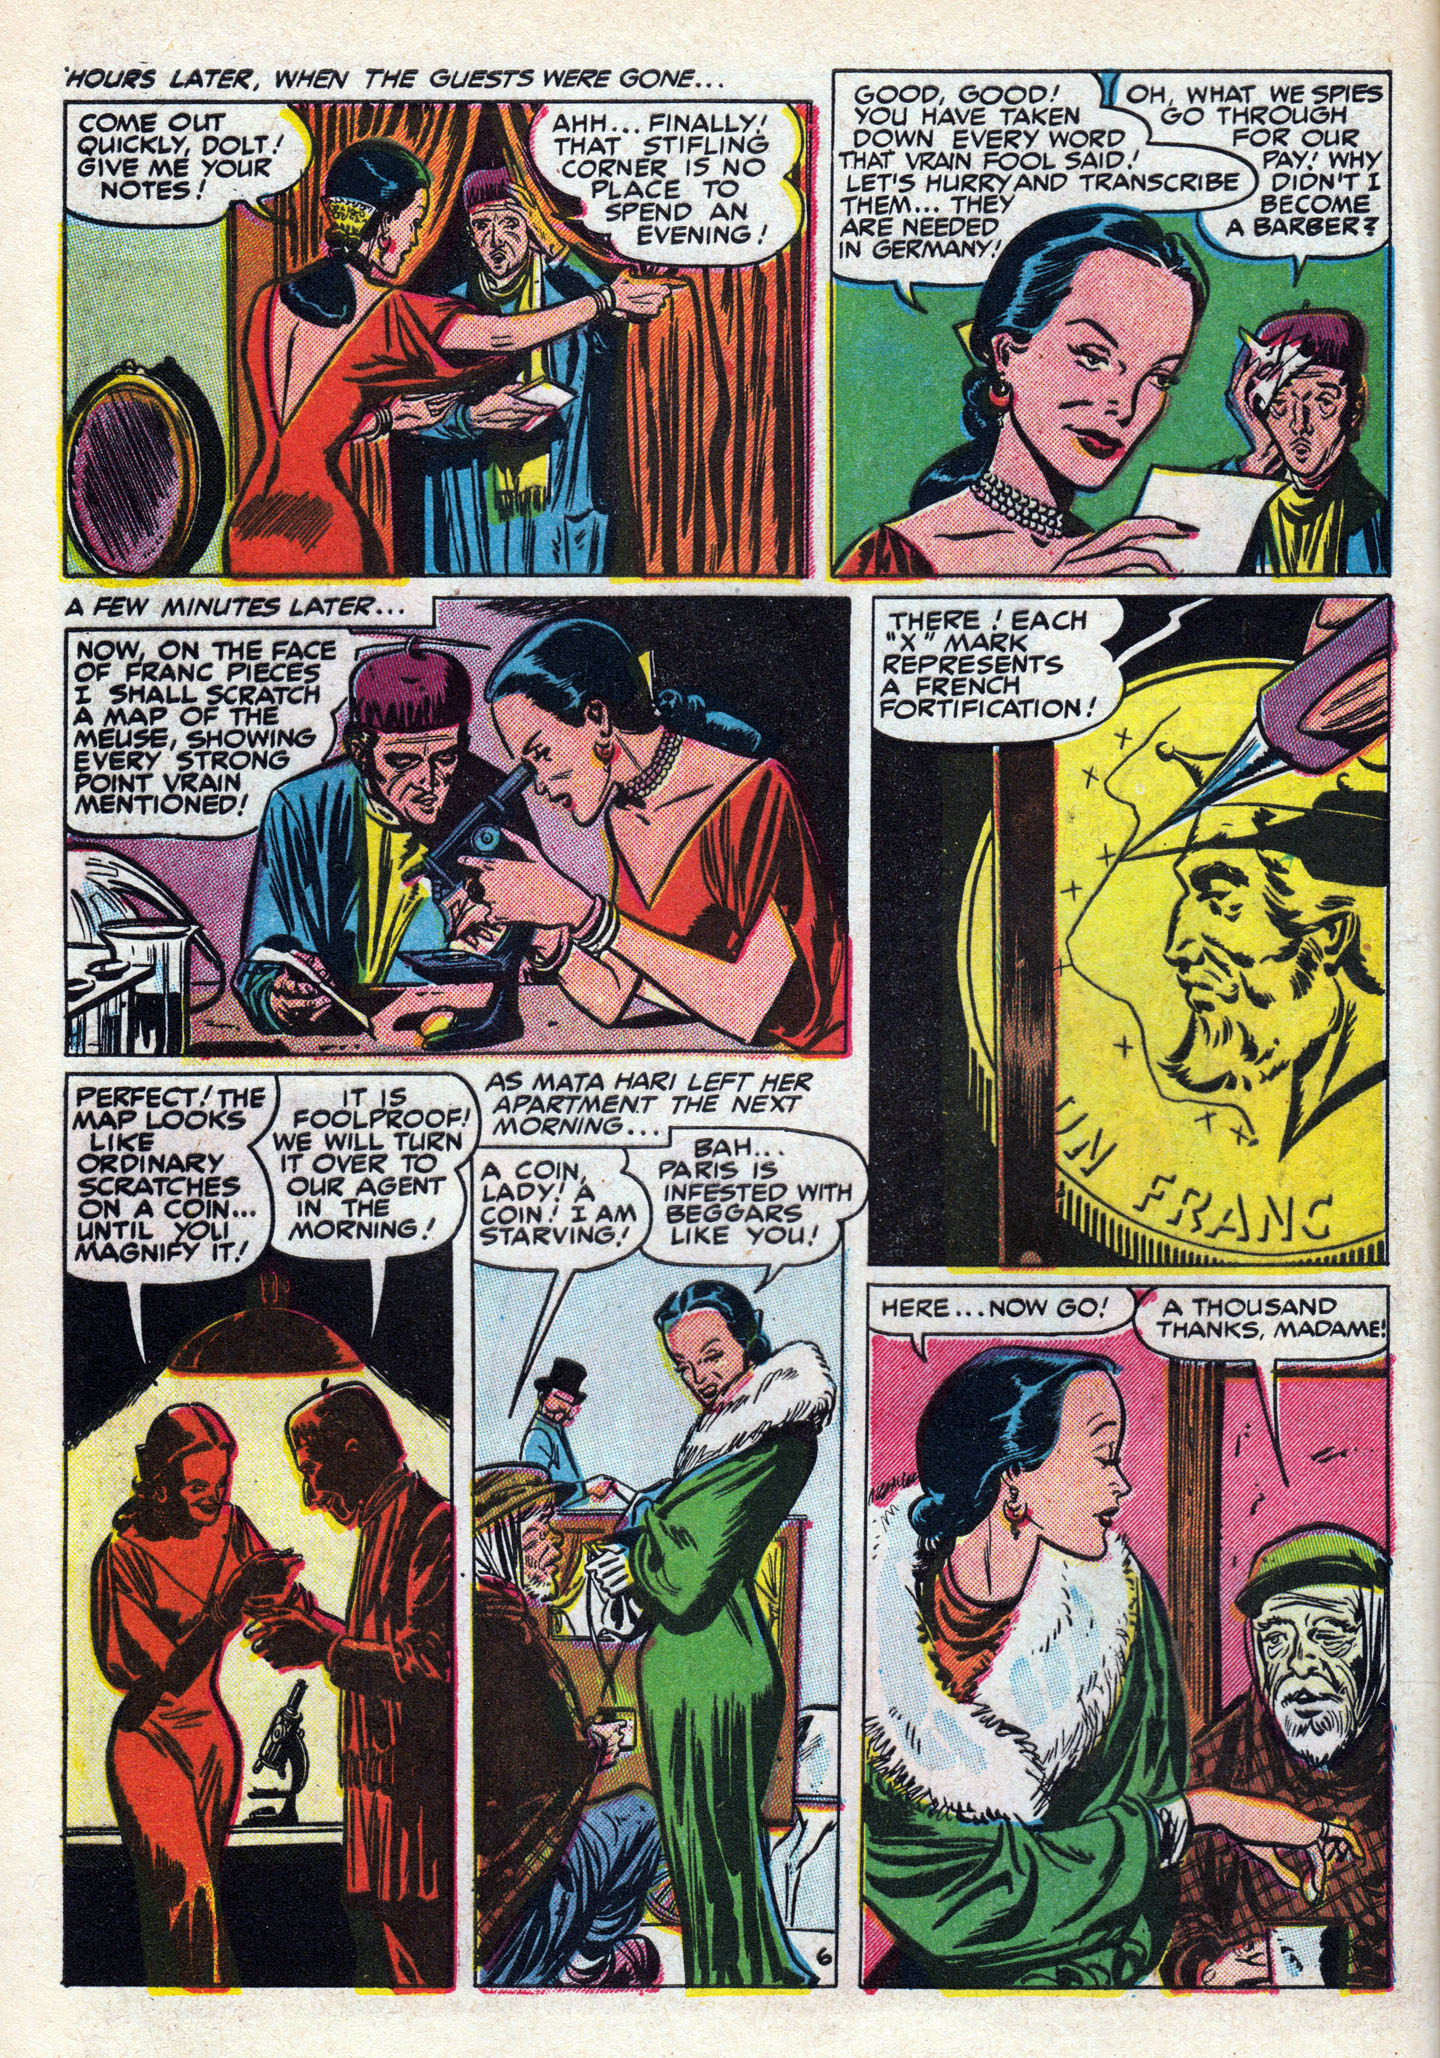 HOURS LATER, WHEN THE GUESTS WERE GONE...
COME OUT
QUICKLY, DOLT!
GIVE ME YOUR
NOTES!
AHH... FINALLY!
THAT STIFLING
CORNER IS NO
PLACE TO
SPEND AN
EVENING!
GOOD, GOOD!
YOU HAVE TAKEN
DOWN EVERY WORD
THAT VRAIN FOOL SAID!
LET'S HURRY AND TRANSCRIBE
THEM... THEY
ARE NEEDED
IN GERMANY!
OH, WHAT WE SPIES
GO THROUGH
FOR OUR
PAY! WHY
DIDN'T I
BECOME
A BARBER?
A FEW MINUTES LATER...
NOW, ON THE FACE
OF FRANC PIECES
I SHALL SCRATCH
A MAP OF THE
MEUSE, SHOWING
EVERY STRONG
POINT VRAIN
MENTIONED!
THERE! EACH
"X" MARK
REPRESENTS
A FRENCH
FORTIFICATION!
UN FRANC
PERFECT! THE
MAP LOOKS
LIKE
ORDINARY
SCRATCHES
ON A COIN...
UNTIL YOU
MAGNIFY IT!
IT IS
FOOLPROOF!
WE WILL TURN
IT OVER TO
OUR AGENT
IN THE
MORNING!
AS MATA HARI LEFT HER
APARTMENT THE NEXT
MORNING...
A COIN,
LADY! A
COIN! I AM
STARVING!
BAH...
PARIS IS
INFESTED WITH
BEGGARS
LIKE YOU!
6
HERE...NOW GO!
A THOUSAND
THANKS, MADAME!